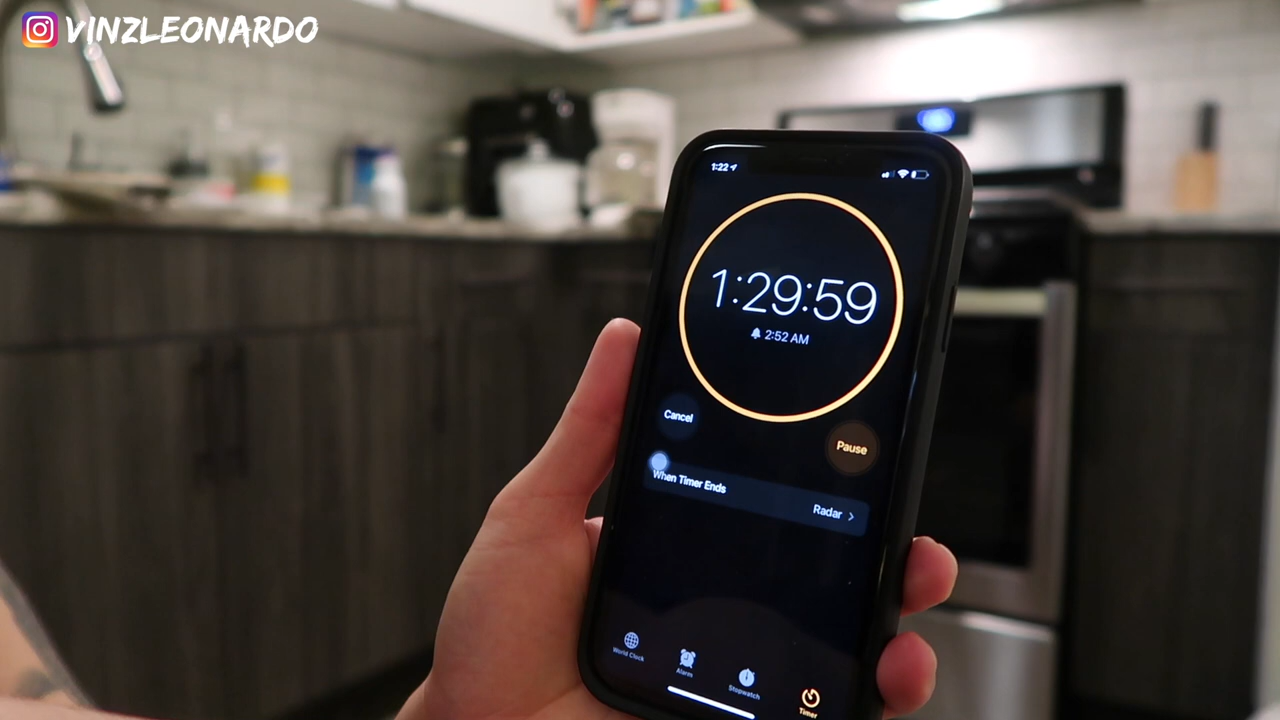 VINZLEONARDO
1:22
1:29:59
2:52 AM
Cancel
Pause
When Timer Ends
Radar
World Clock
Alarm
Stopwatch
Timer